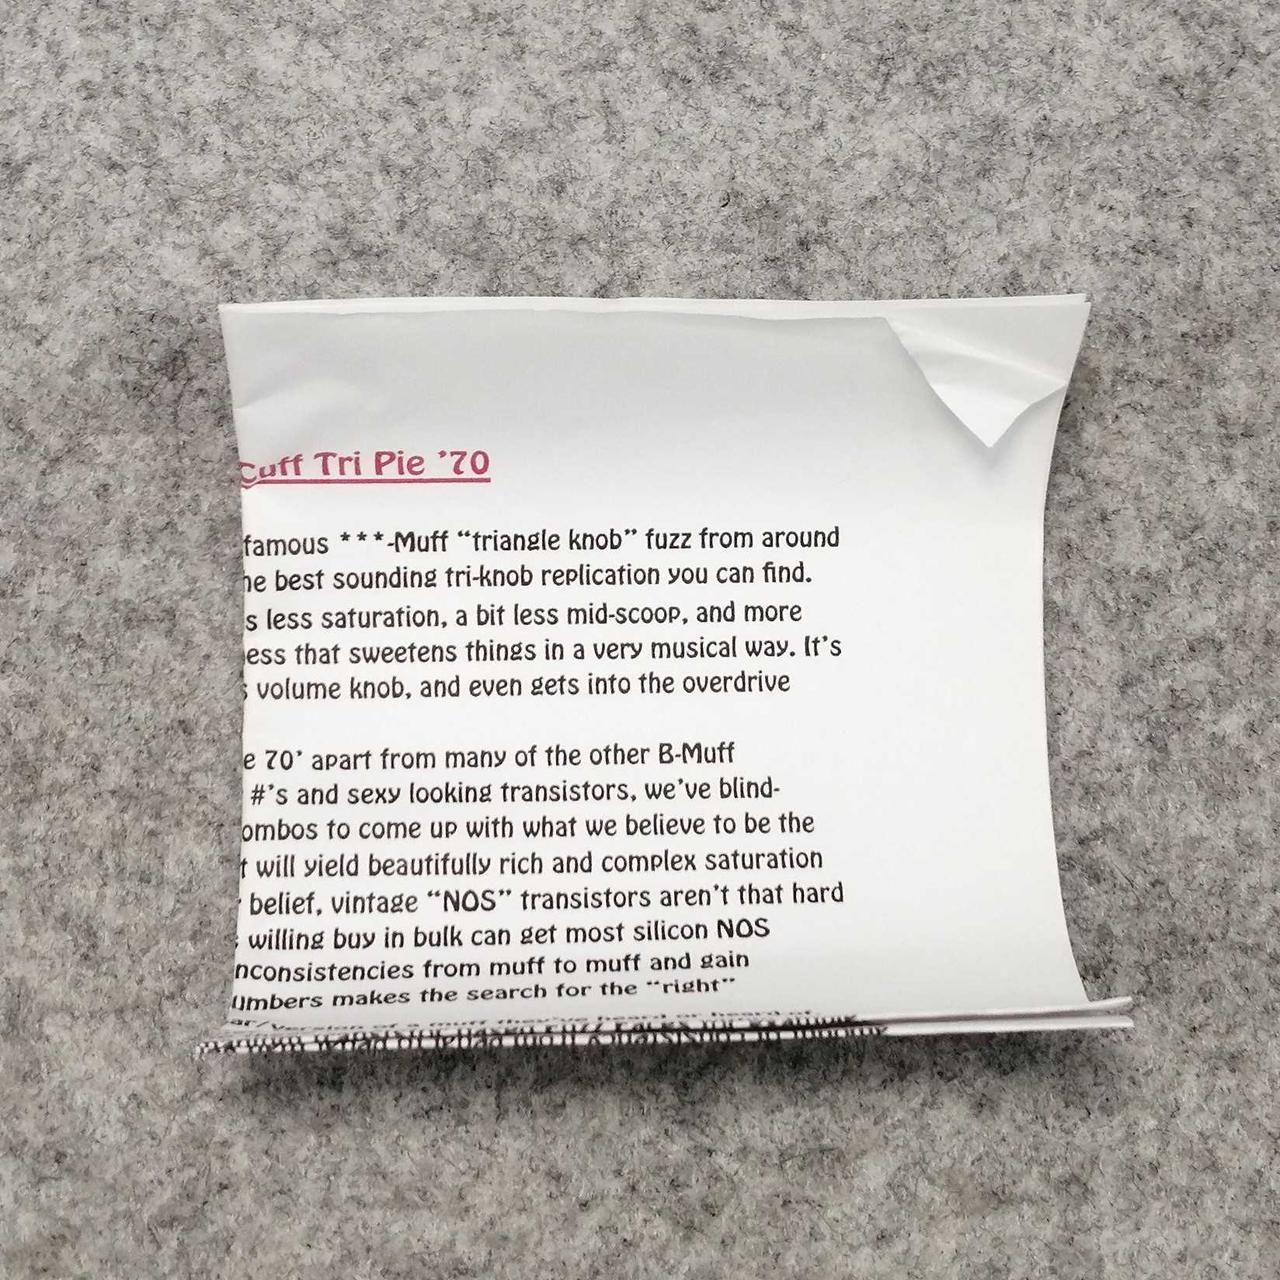 Cuff Tri Pie '70
famous ***-Muff “triangle knob” fuzz from around
best sounding tri-knob replication you can find.
less saturation, a bit less mid-scoop, and more
that sweetens things in a very musical way. It's
volume knob, and even gets into the overdrive
70' apart from many of the other B-Muff
#'s and sexy looking transistors, we've blind-
to come up with what we believe to be the
will yield beautifully rich and complex saturation
belief, vintage “NOS” transistors aren't that hard
willing buy in bulk can get most silicon NOS
from muff to muff and gain
makes the search for the “right”